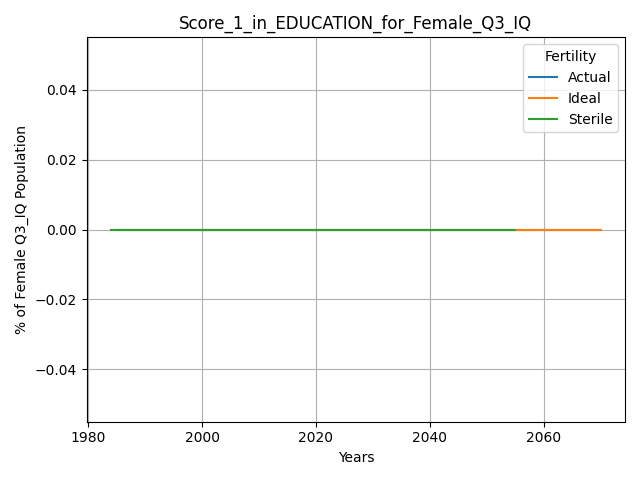 Score_1_in_EDUCATION_for_Female_Q3_IQ
Fertility
Actual
Ideal
Sterile
% of Female Q3_IQ Population
0.04
0.02
0.00
−0.02
−0.04
1980
2000
2020
2040
2060
Years